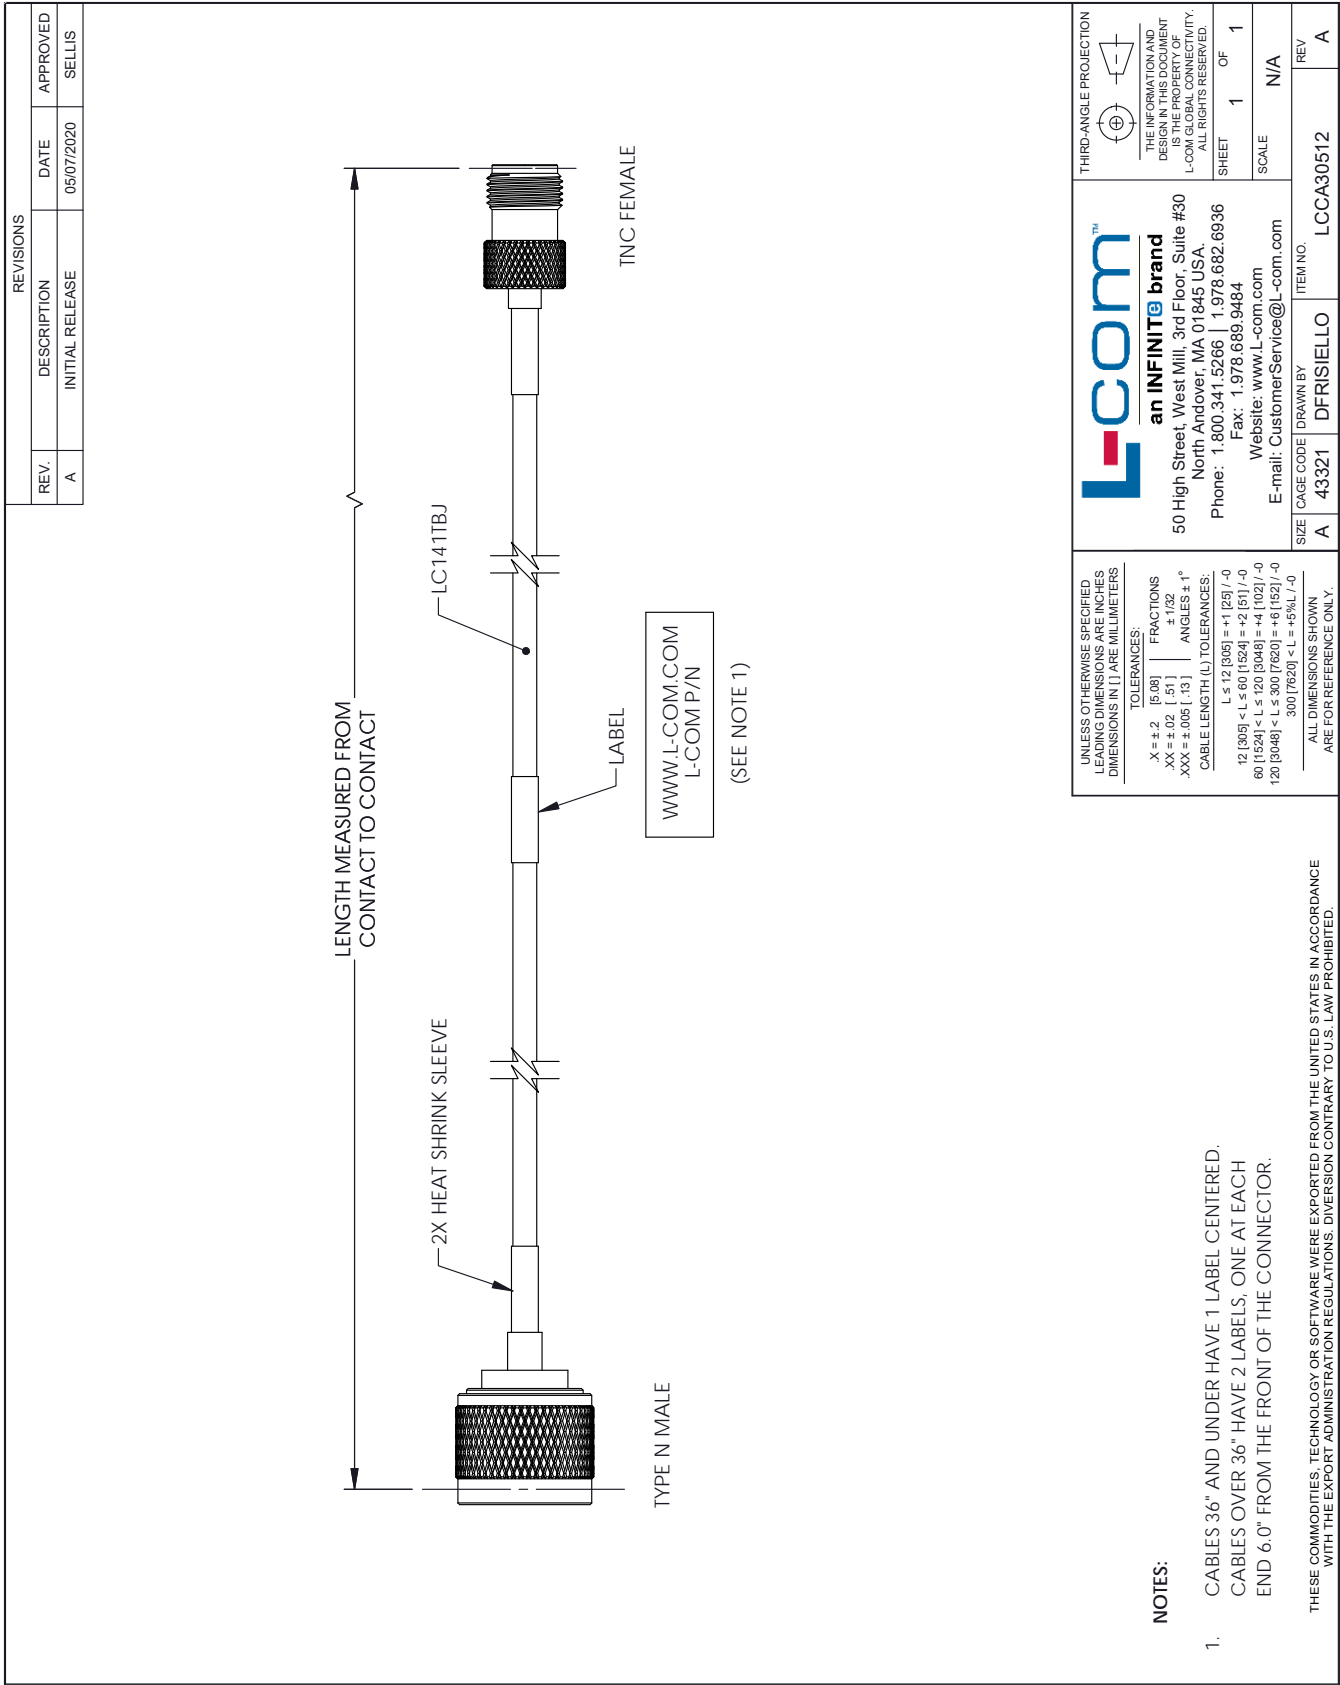 REVISIONS
REV. DESCRIPTION DATE APPROVED
A INITIAL RELEASE 05/07/2020 SELLIS
LENGTH MEASURED FROM
CONTACT TO CONTACT
2X HEAT SHRINK SLEEVE
LC141TBJ
LABEL
TYPE N MALE
TNC FEMALE
WWW.L-COM.COM
L-COM P/N
(SEE NOTE 1)
NOTES:
1. CABLES 36" AND UNDER HAVE 1 LABEL CENTERED.
CABLES OVER 36" HAVE 2 LABELS, ONE AT EACH
END 6.0" FROM THE FRONT OF THE CONNECTOR.
THESE COMMODITIES, TECHNOLOGY OR SOFTWARE WERE EXPORTED FROM THE UNITED STATES IN ACCORDANCE
WITH THE EXPORT ADMINISTRATION REGULATIONS. DIVERSION CONTRARY TO U.S. LAW PROHIBITED.
UNLESS OTHERWISE SPECIFIED
LEADING DIMENSIONS ARE INCHES
DIMENSIONS IN [ ] ARE MILLIMETERS
TOLERANCES:
.X = ±.2 [5.08] FRACTIONS
.XX = ±.02 [ .51 ] ± 1/32
.XXX = ±.005 [ .13 ] ANGLES ± 1°
CABLE LENGTH (L) TOLERANCES:
L ≤ 12 [305] = +1 [25] / -0
12 [305] < L ≤ 60 [1524] = +2 [51] / -0
60 [1524] < L ≤ 120 [3048] = +4 [102] / -0
120 [3048] < L ≤ 300 [7620] = +6 [152] / -0
300 [7620] < L = +5%L / -0
ALL DIMENSIONS SHOWN
ARE FOR REFERENCE ONLY.
L-com™
an INFINITe brand
50 High Street, West Mill, 3rd Floor, Suite #30
North Andover, MA 01845 USA.
Phone: 1.800.341.5266 | 1.978.682.6936
Fax: 1.978.689.9484
Website: www.L-com.com
E-mail: CustomerService@L-com.com
THIRD-ANGLE PROJECTION
THE INFORMATION AND
DESIGN IN THIS DOCUMENT
IS THE PROPERTY OF
L-COM GLOBAL CONNECTIVITY.
ALL RIGHTS RESERVED.
SHEET 1 OF 1
SCALE N/A
SIZE CAGE CODE DRAWN BY ITEM NO. REV
A 43321 DFRISIELLO LCCA30512 A